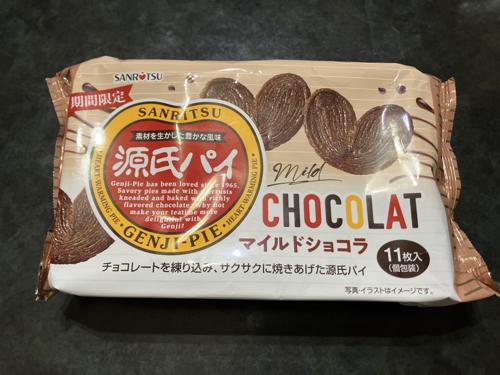 SANRITSU
期間限定
SANRITSU
素材を生かした豊かな風味
源氏パイ
Genji-Pie has been loved since 1965.
Savory pies made with piecrusts
kneaded and baked with richly
flavored chocolate. Why not
make your teatime more
delightful with
Genji?
HEART-WARMING PIE
GENJI-PIE
HEART-WARMING PIE
Mild
CHOCOLAT
マイルドショコラ
11枚入
(個包装)
チョコレートを練り込み、サクサクに焼きあげた源氏パイ
写真・イラストはイメージです。